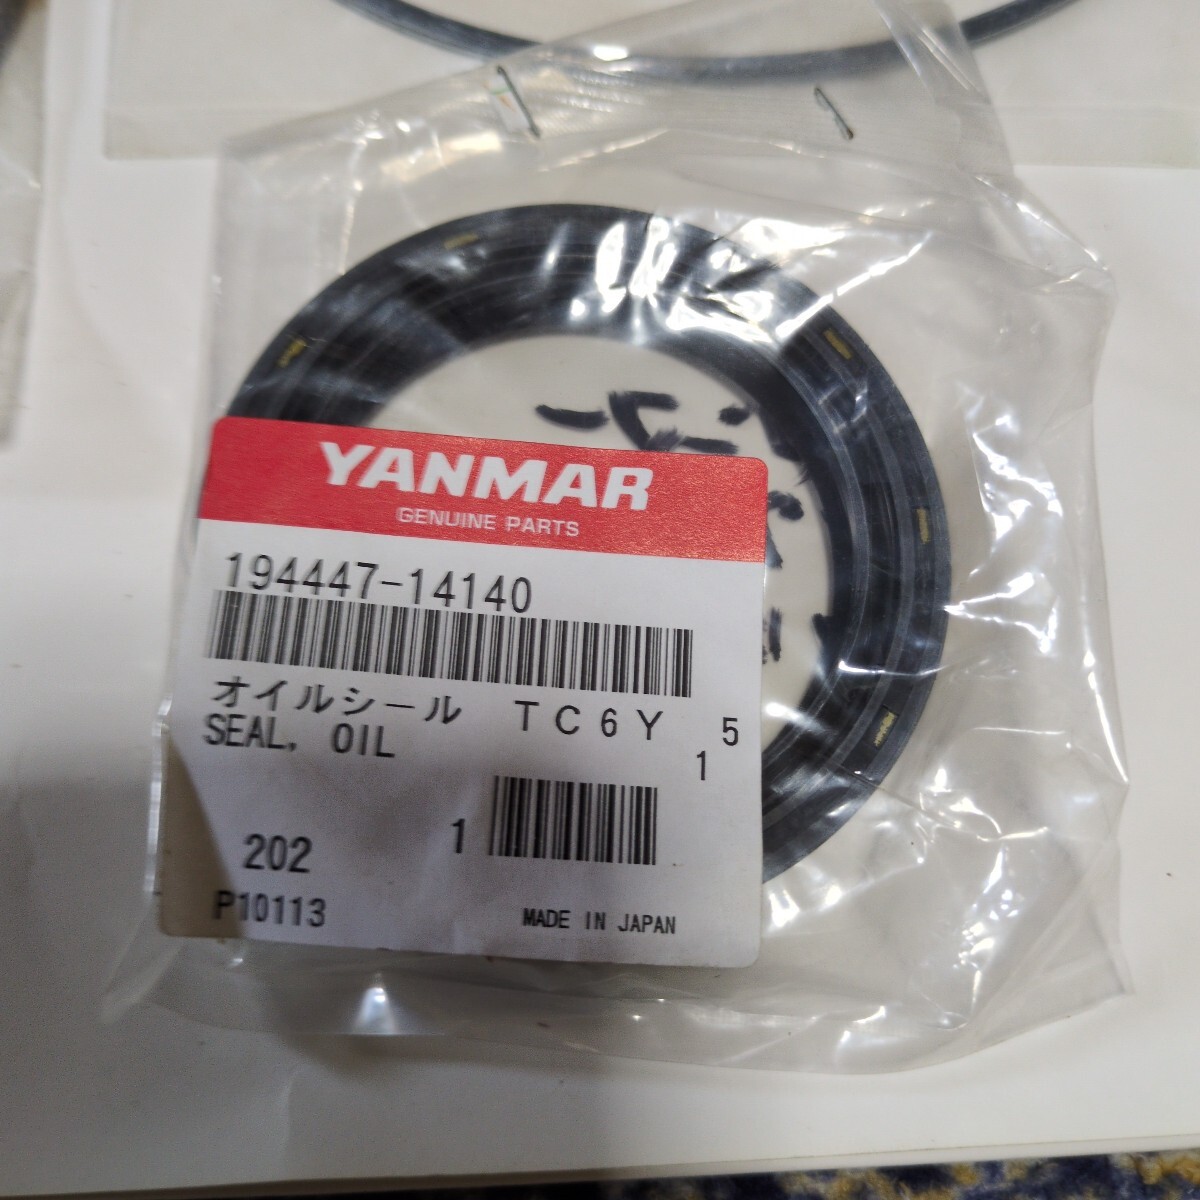 YANMAR
GENUINE PARTS
194447-14140
オイルシール TC6Y 5
SEAL, OIL 1
1
202
P10113
MADE IN JAPAN